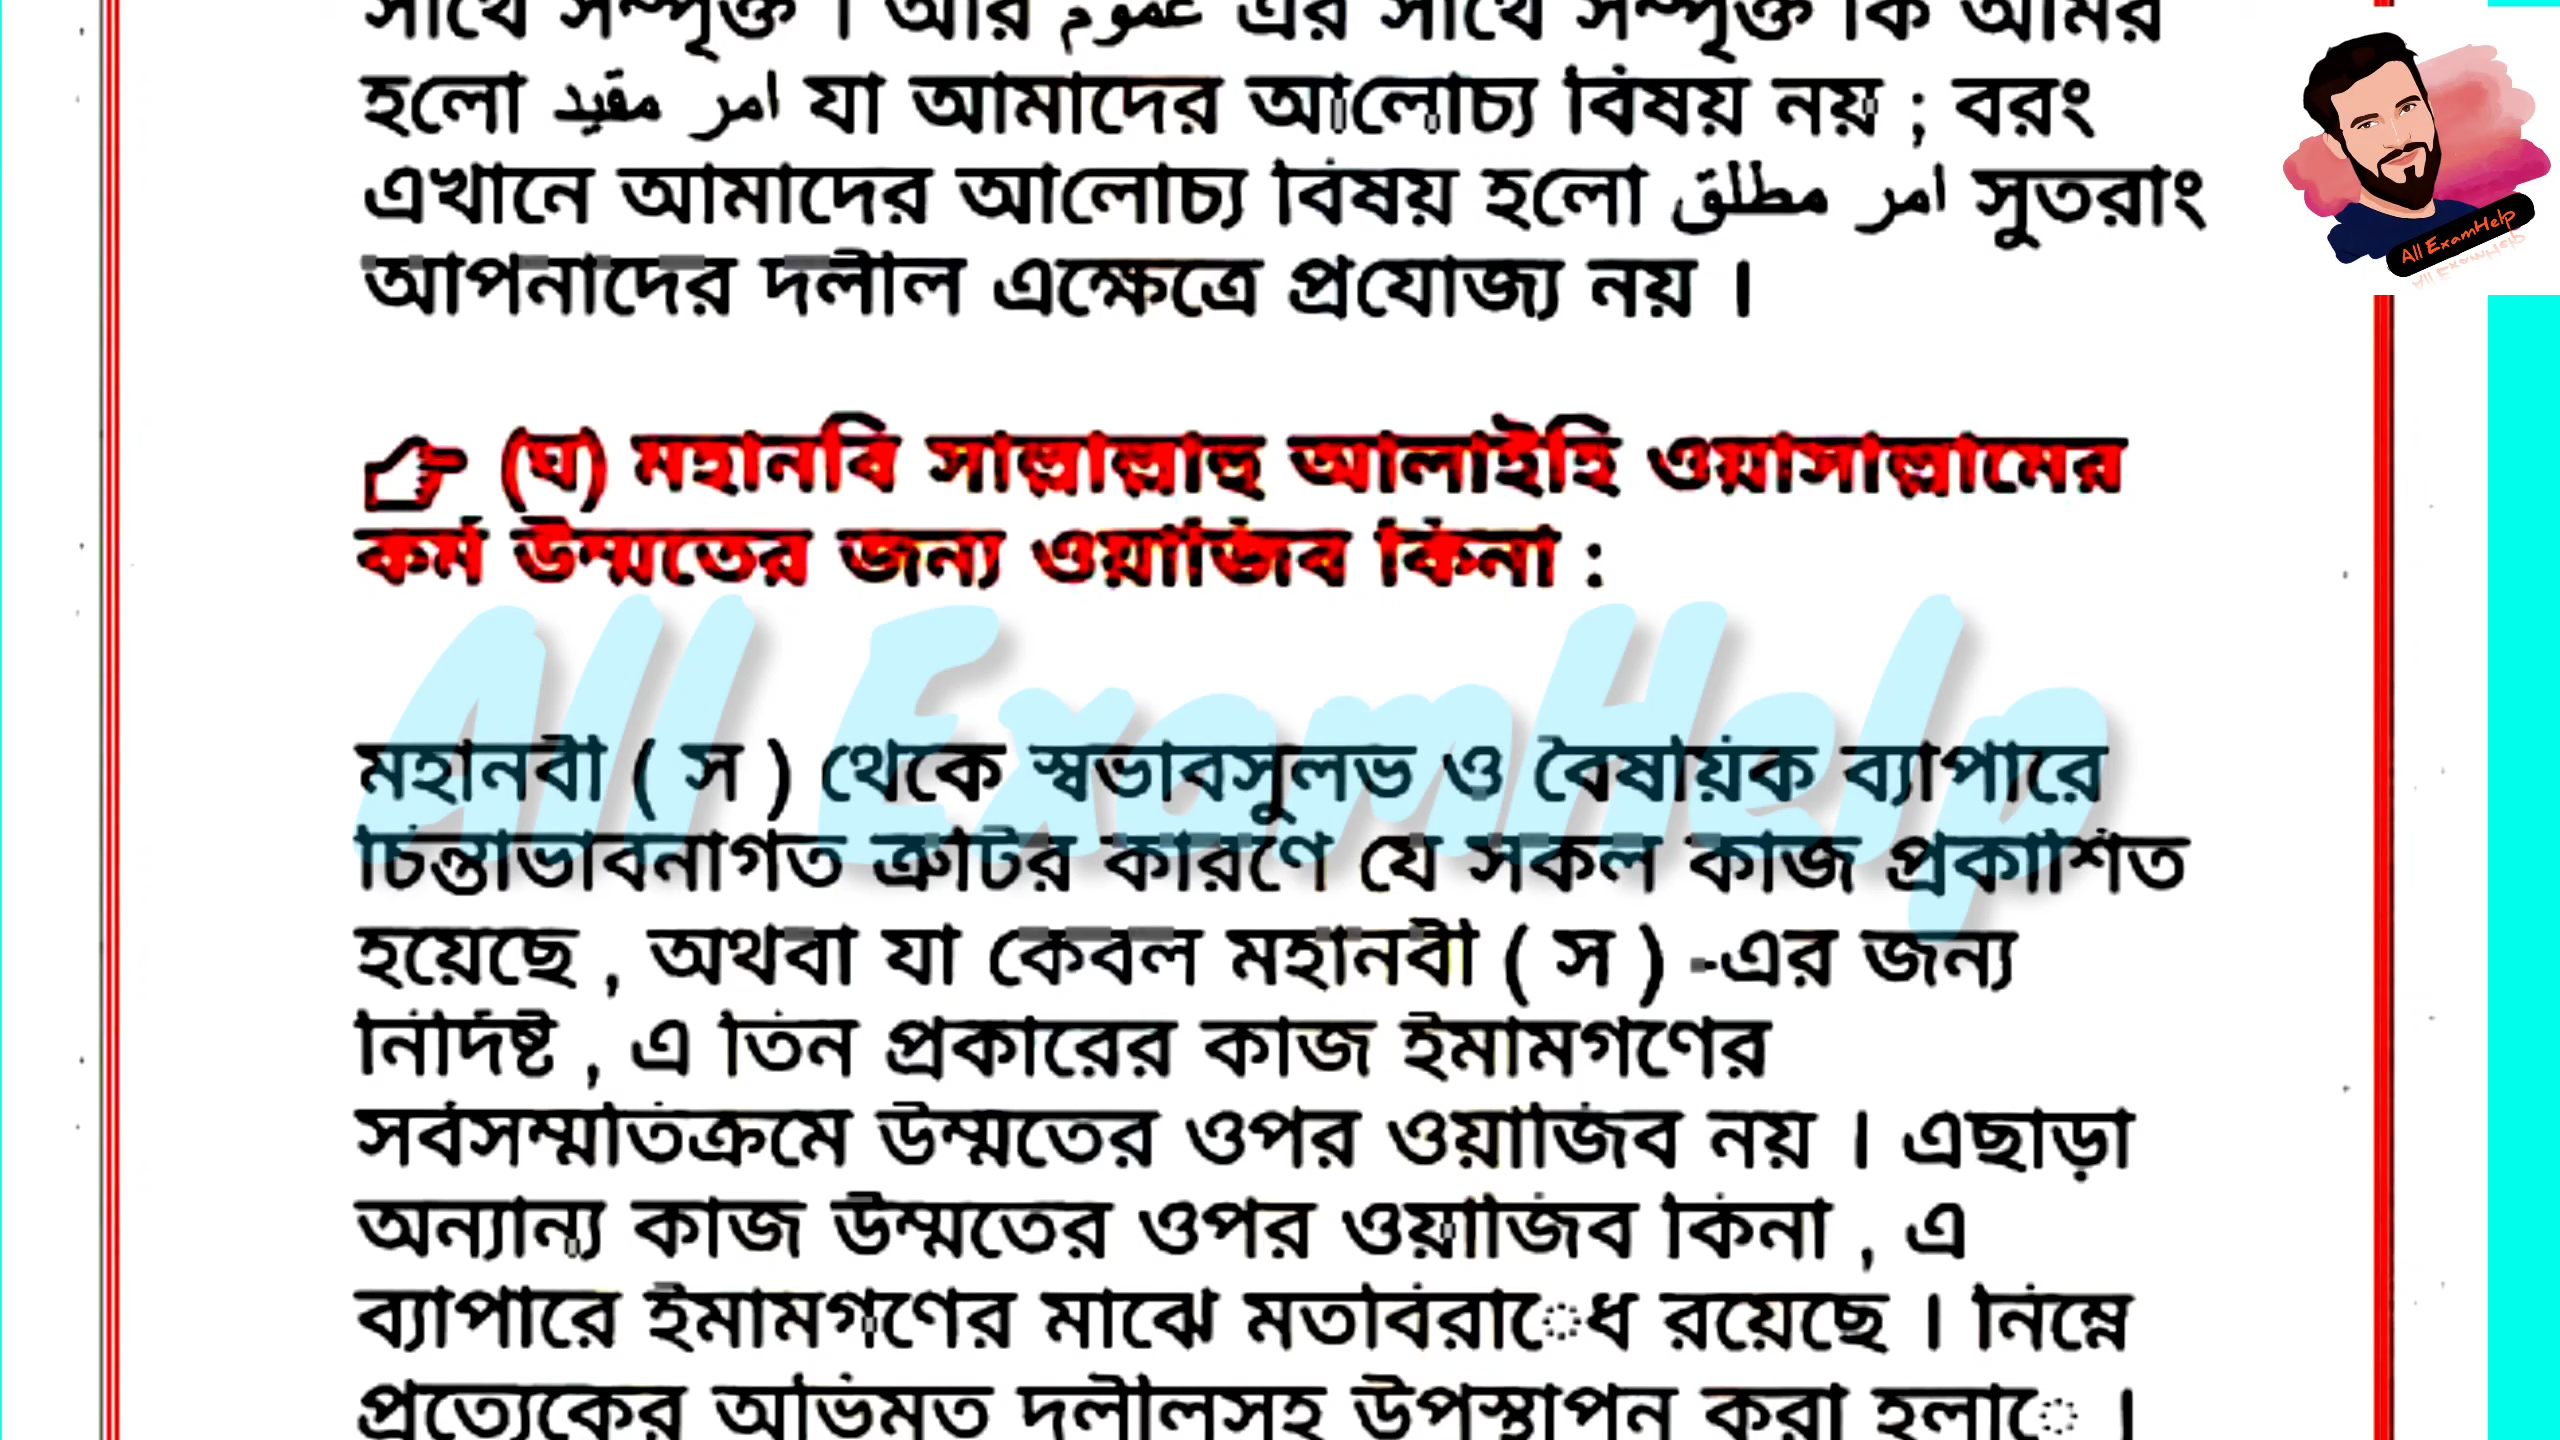 সাথে সম্পৃক্ত । আর عموم এর সাথে সম্পৃক্ত কি আমর
হলো امر مقيد যা আমাদের আলোচ্য বিষয় নয় ; বরং
এখানে আমাদের আলোচ্য বিষয় হলো امر مطلق সুতরাং
আপনাদের দলীল এক্ষেত্রে প্রযোজ্য নয় ।
👉 (ঘ) মহানবি সাল্লাল্লাহু আলাইহি ওয়াসাল্লামের
কর্ম উম্মতের জন্য ওয়াজিব কিনা :
All ExamHelp
মহানবী ( স ) থেকে স্বভাবসুলভ ও বৈষয়িক ব্যাপারে
চিন্তাভাবনাগত ত্রুটির কারণে যে সকল কাজ প্রকাশিত
হয়েছে , অথবা যা কেবল মহানবী ( স ) -এর জন্য
নির্দিষ্ট , এ তিন প্রকারের কাজ ইমামগণের
সর্বসম্মতিক্রমে উম্মতের ওপর ওয়াজিব নয় । এছাড়া
অন্যান্য কাজ উম্মতের ওপর ওয়াজিব কিনা , এ
ব্যাপারে ইমামগণের মাঝে মতবিরােধ রয়েছে । নিম্নে
প্রত্যেকের অভিমত দলীলসহ উপস্থাপন করা হলাে ।
All ExamHelp